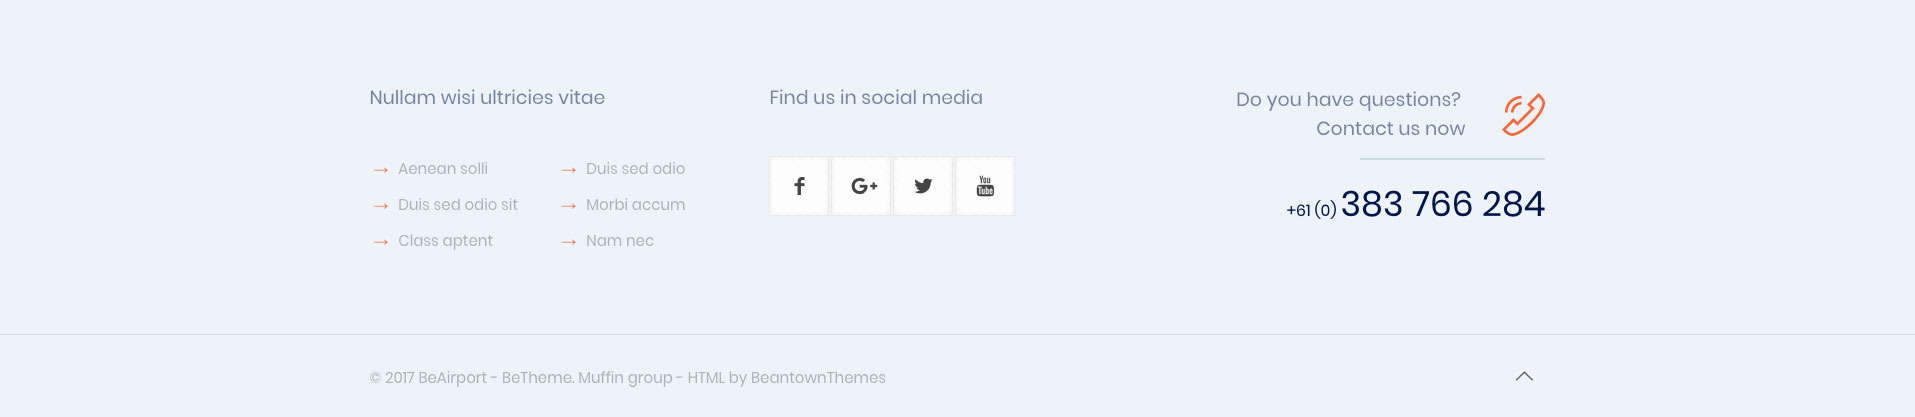 Nullam wisi ultricies vitae
→ Aenean solli
→ Duis sed odio sit
→ Class aptent
→ Duis sed odio
→ Morbi accum
→ Nam nec
Find us in social media
f
G+
You
Tube
Do you have questions?
Contact us now
+61 (0) 383 766 284
© 2017 BeAirport - BeTheme. Muffin group - HTML by BeantownThemes